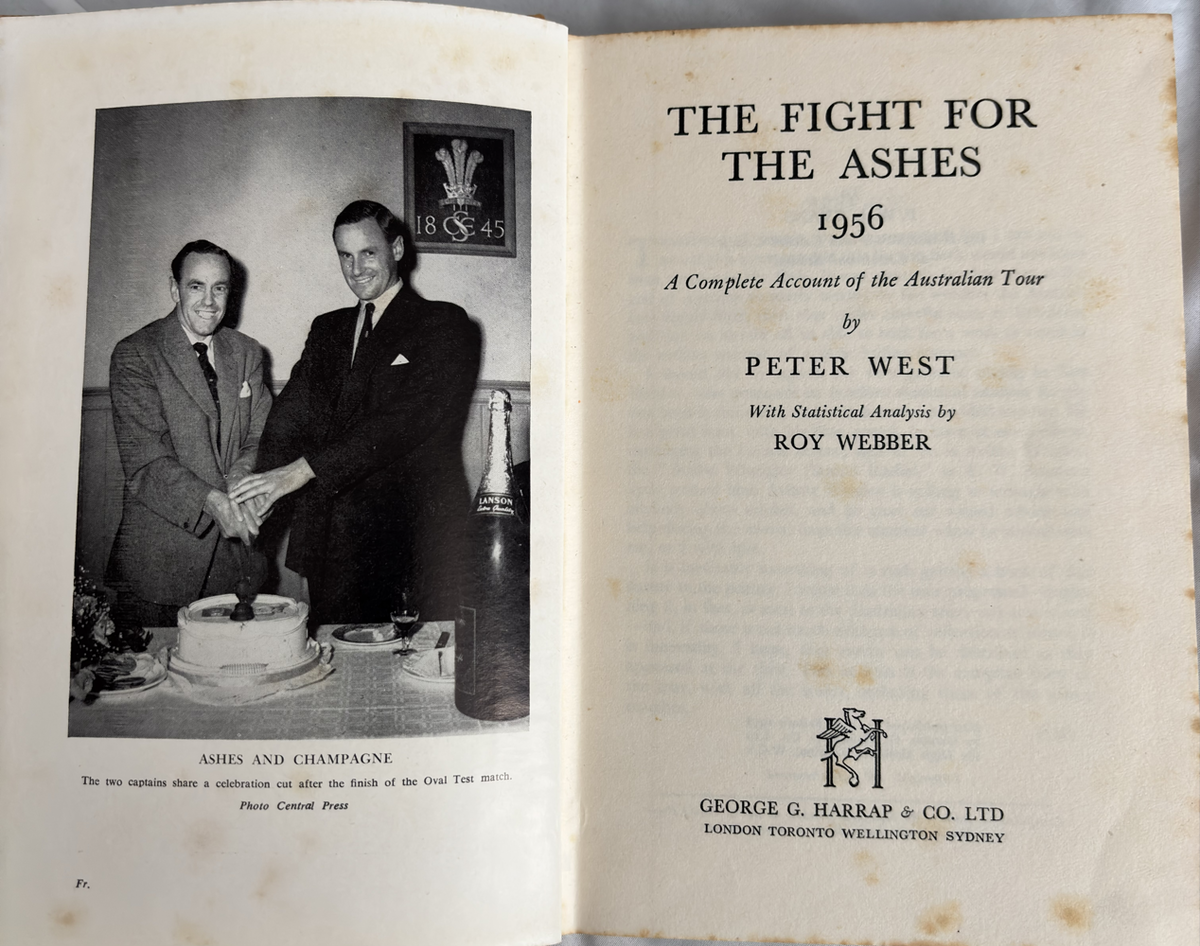 18 SCCC 45
LANSON
ASHES AND CHAMPAGNE
The two captains share a celebration cut after the finish of the Oval Test match.
Photo Central Press
Fr.
THE FIGHT FOR
THE ASHES
1956
A Complete Account of the Australian Tour
by
PETER WEST
With Statistical Analysis by
ROY WEBBER
H
GEORGE G. HARRAP & CO. LTD
LONDON TORONTO WELLINGTON SYDNEY